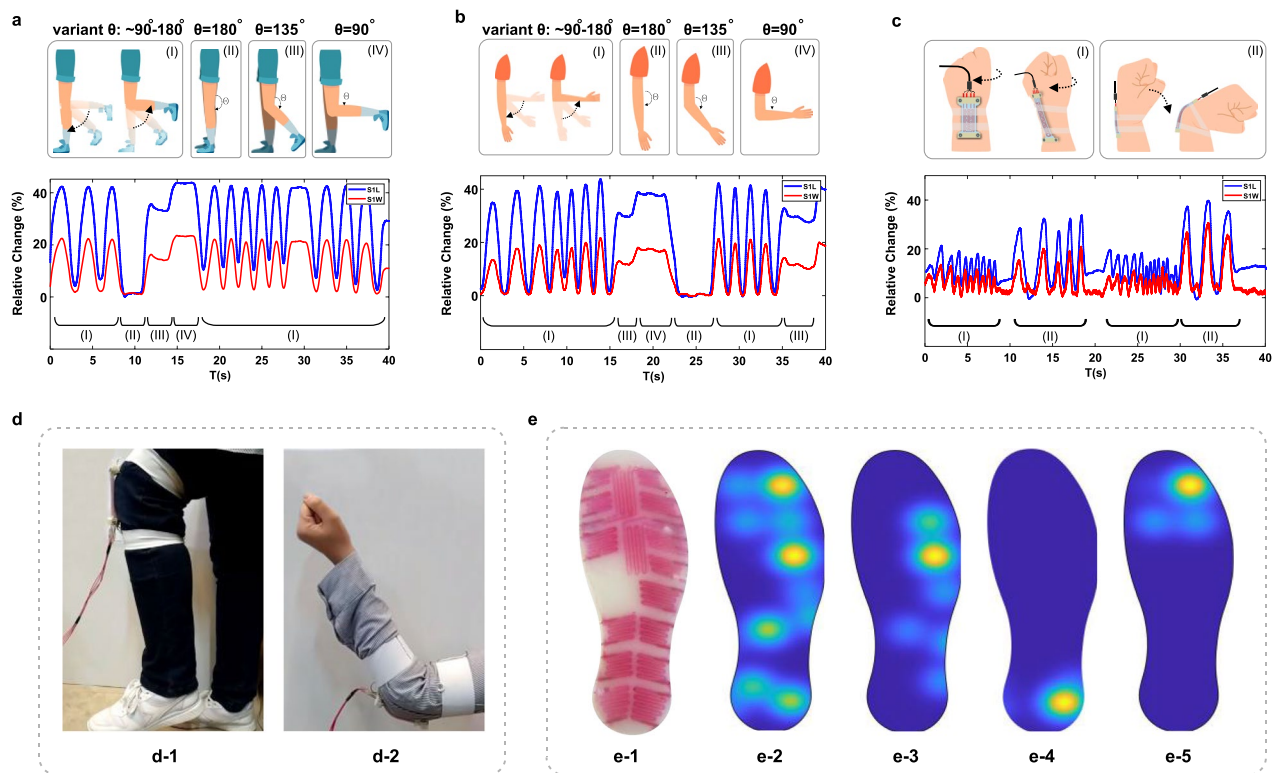 a
variant θ: ~90°-180° θ=180° θ=135° θ=90°
(I) (II) (III) (IV)
Θ Θ Θ
Relative Change (%)
40
20
0
S1L
S1W
(I) (II) (III) (IV) (I)
0 5 10 15 20 25 30 35 40
T(s)
b
variant θ: ~90°-180° θ=180° θ=135° θ=90°
(I) (II) (III) (IV)
Θ Θ Θ
Relative Change (%)
40
20
0
S1L
S1W
(I) (III) (IV) (II) (I) (III)
0 5 10 15 20 25 30 35 40
T(s)
c
(I) (II)
Relative Change (%)
40
20
0
S1L
S1W
(I) (II) (I) (II)
0 5 10 15 20 25 30 35 40
T(s)
d
d-1 d-2
e
e-1 e-2 e-3 e-4 e-5